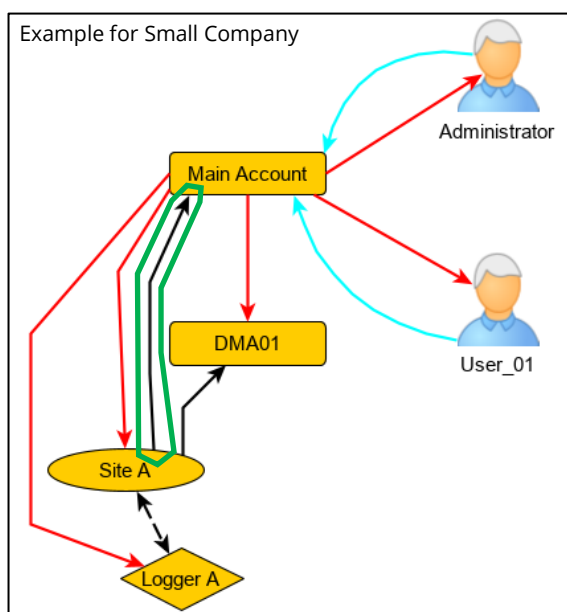 Example for Small Company
Administrator
Main Account
DMA01
User_01
Site A
Logger A